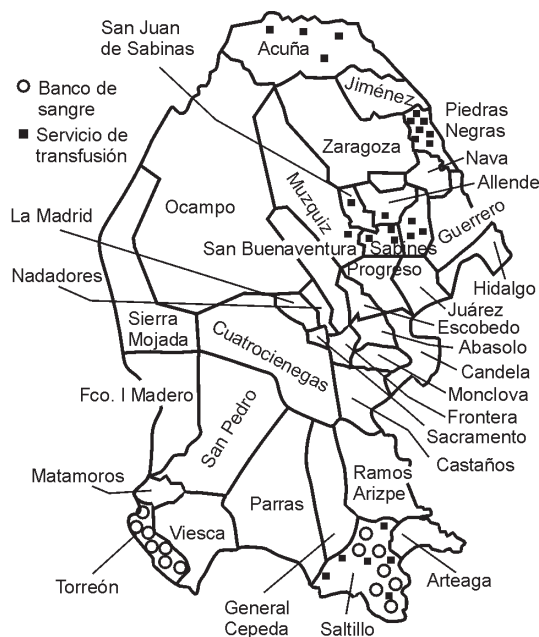 San Juan
de Sabinas
Acuña
Banco de
sangre
Servicio de
transfusión
Jiménez
Piedras
Negras
Zaragoza
Nava
Allende
Muzquiz
Ocampo
La Madrid
Guerrero
San Buenaventura
Sabines
Progreso
Nadadores
Hidalgo
Juárez
Escobedo
Sierra
Mojada
Cuatrocienegas
Abasolo
Candela
Fco. I Madero
Monclova
Frontera
Sacramento
San Pedro
Castaños
Matamoros
Ramos
Arizpe
Parras
Viesca
Torreón
Arteaga
General
Cepeda
Saltillo